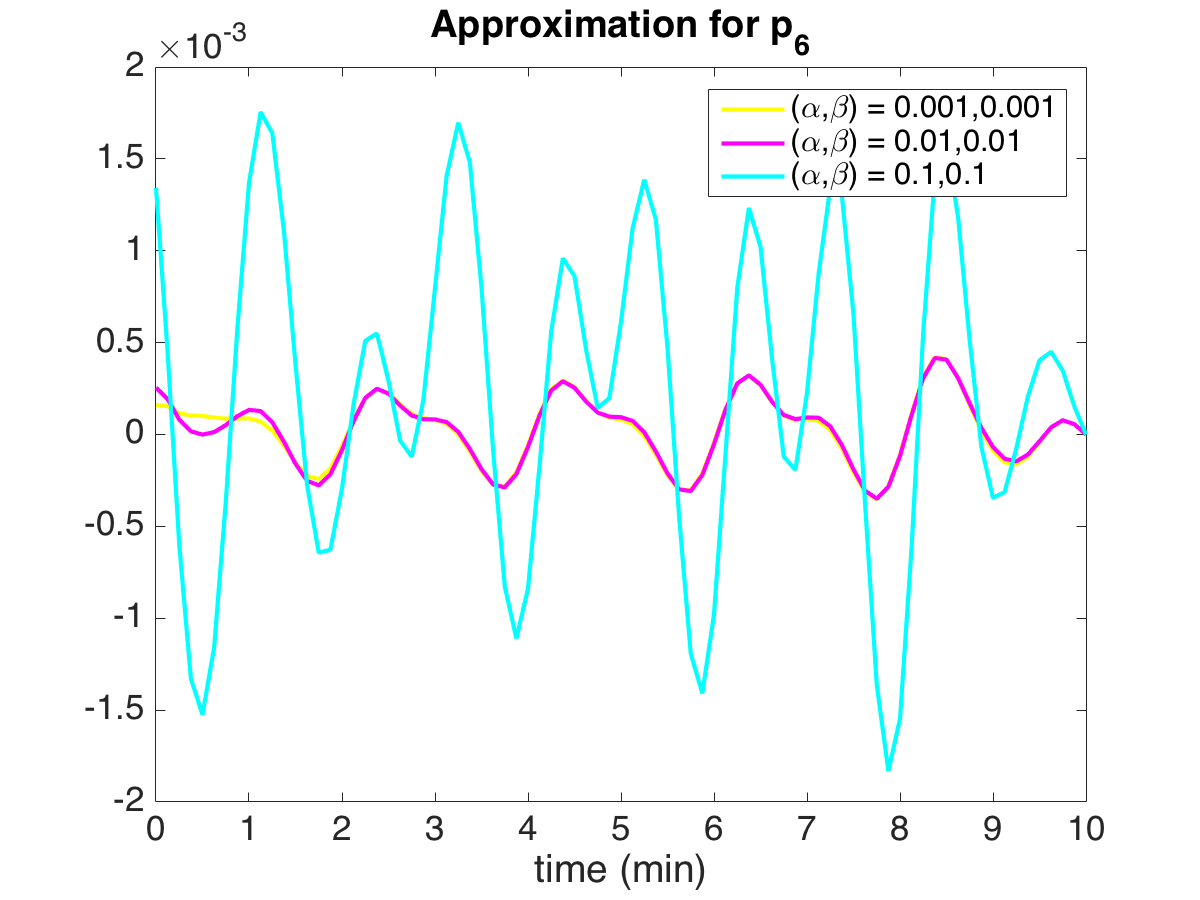 Approximation for p₆
×10⁻³
2
1.5
1
0.5
0
-0.5
-1
-1.5
-2
(α,β) = 0.001,0.001
(α,β) = 0.01,0.01
(α,β) = 0.1,0.1
0 1 2 3 4 5 6 7 8 9 10
time (min)